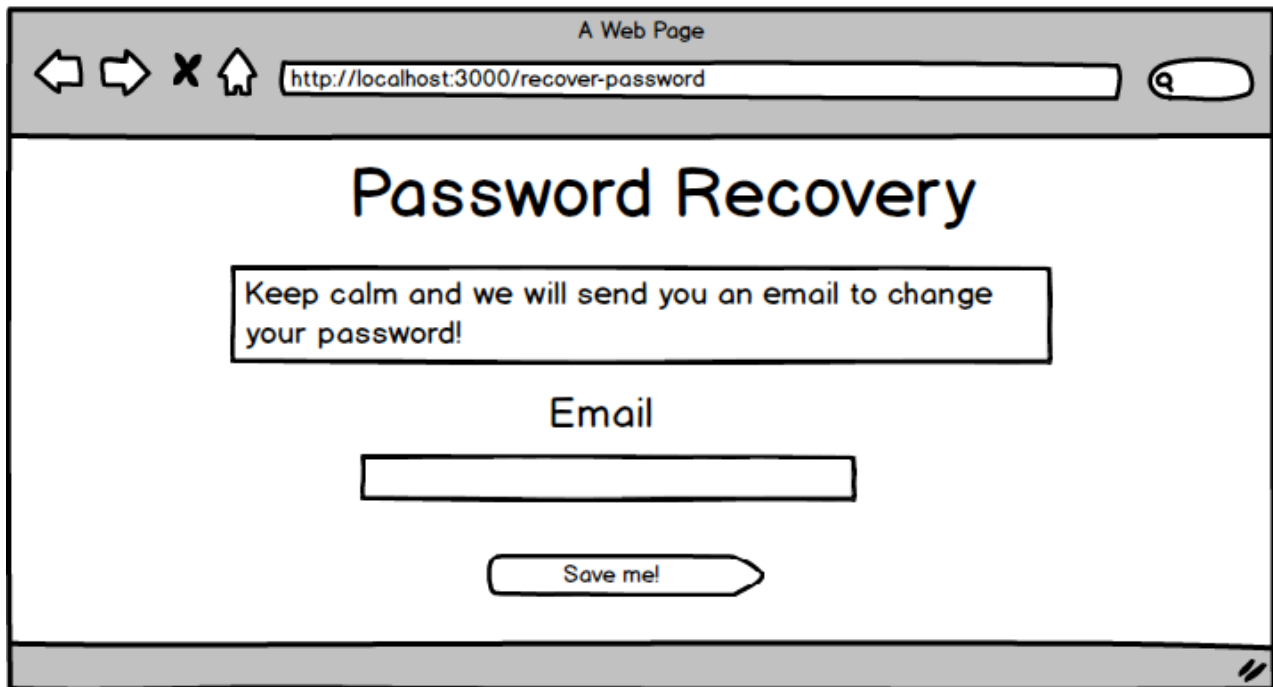 A Web Page
http://localhost:3000/recover-password
Password Recovery
Keep calm and we will send you an email to change
your password!
Email
Save me!